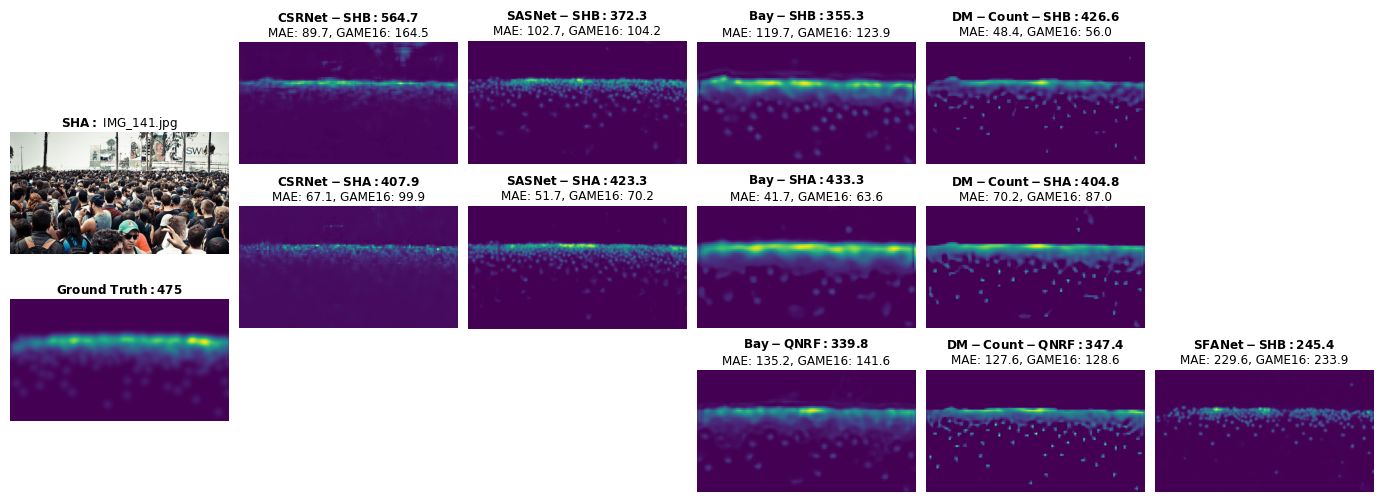 CSRNet − SHB: 564.7
MAE: 89.7, GAME16: 164.5
SASNet − SHB: 372.3
MAE: 102.7, GAME16: 104.2
Bay − SHB: 355.3
MAE: 119.7, GAME16: 123.9
DM − Count − SHB: 426.6
MAE: 48.4, GAME16: 56.0
SHA: IMG_141.jpg
SW
CSRNet − SHA: 407.9
MAE: 67.1, GAME16: 99.9
SASNet − SHA: 423.3
MAE: 51.7, GAME16: 70.2
Bay − SHA: 433.3
MAE: 41.7, GAME16: 63.6
DM − Count − SHA: 404.8
MAE: 70.2, GAME16: 87.0
Ground Truth: 475
Bay − QNRF: 339.8
MAE: 135.2, GAME16: 141.6
DM − Count − QNRF: 347.4
MAE: 127.6, GAME16: 128.6
SFANet − SHB: 245.4
MAE: 229.6, GAME16: 233.9